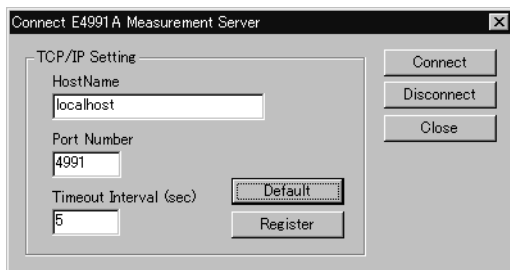 Connect E4991A Measurement Server
TCP/IP Setting
HostName
localhost
Port Number
4991
Timeout Interval (sec)
5
Default
Register
Connect
Disconnect
Close